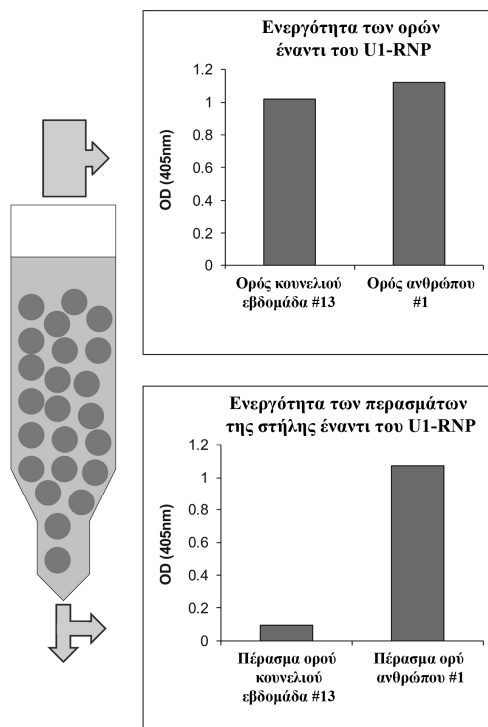 Ενεργότητα των ορών
έναντι του U1-RNP
1.2
1
0.8
0.6
0.4
0.2
0
OD (405nm)
Ορός κουνελιού
εβδομάδα #13
Ορός ανθρώπου
#1
Ενεργότητα των περασμάτων
της στήλης έναντι του U1-RNP
1.2
1
0.8
0.6
0.4
0.2
0
OD (405nm)
Πέρασμα ορού
κουνελιού
εβδομάδα #13
Πέρασμα ορύ
ανθρώπου #1